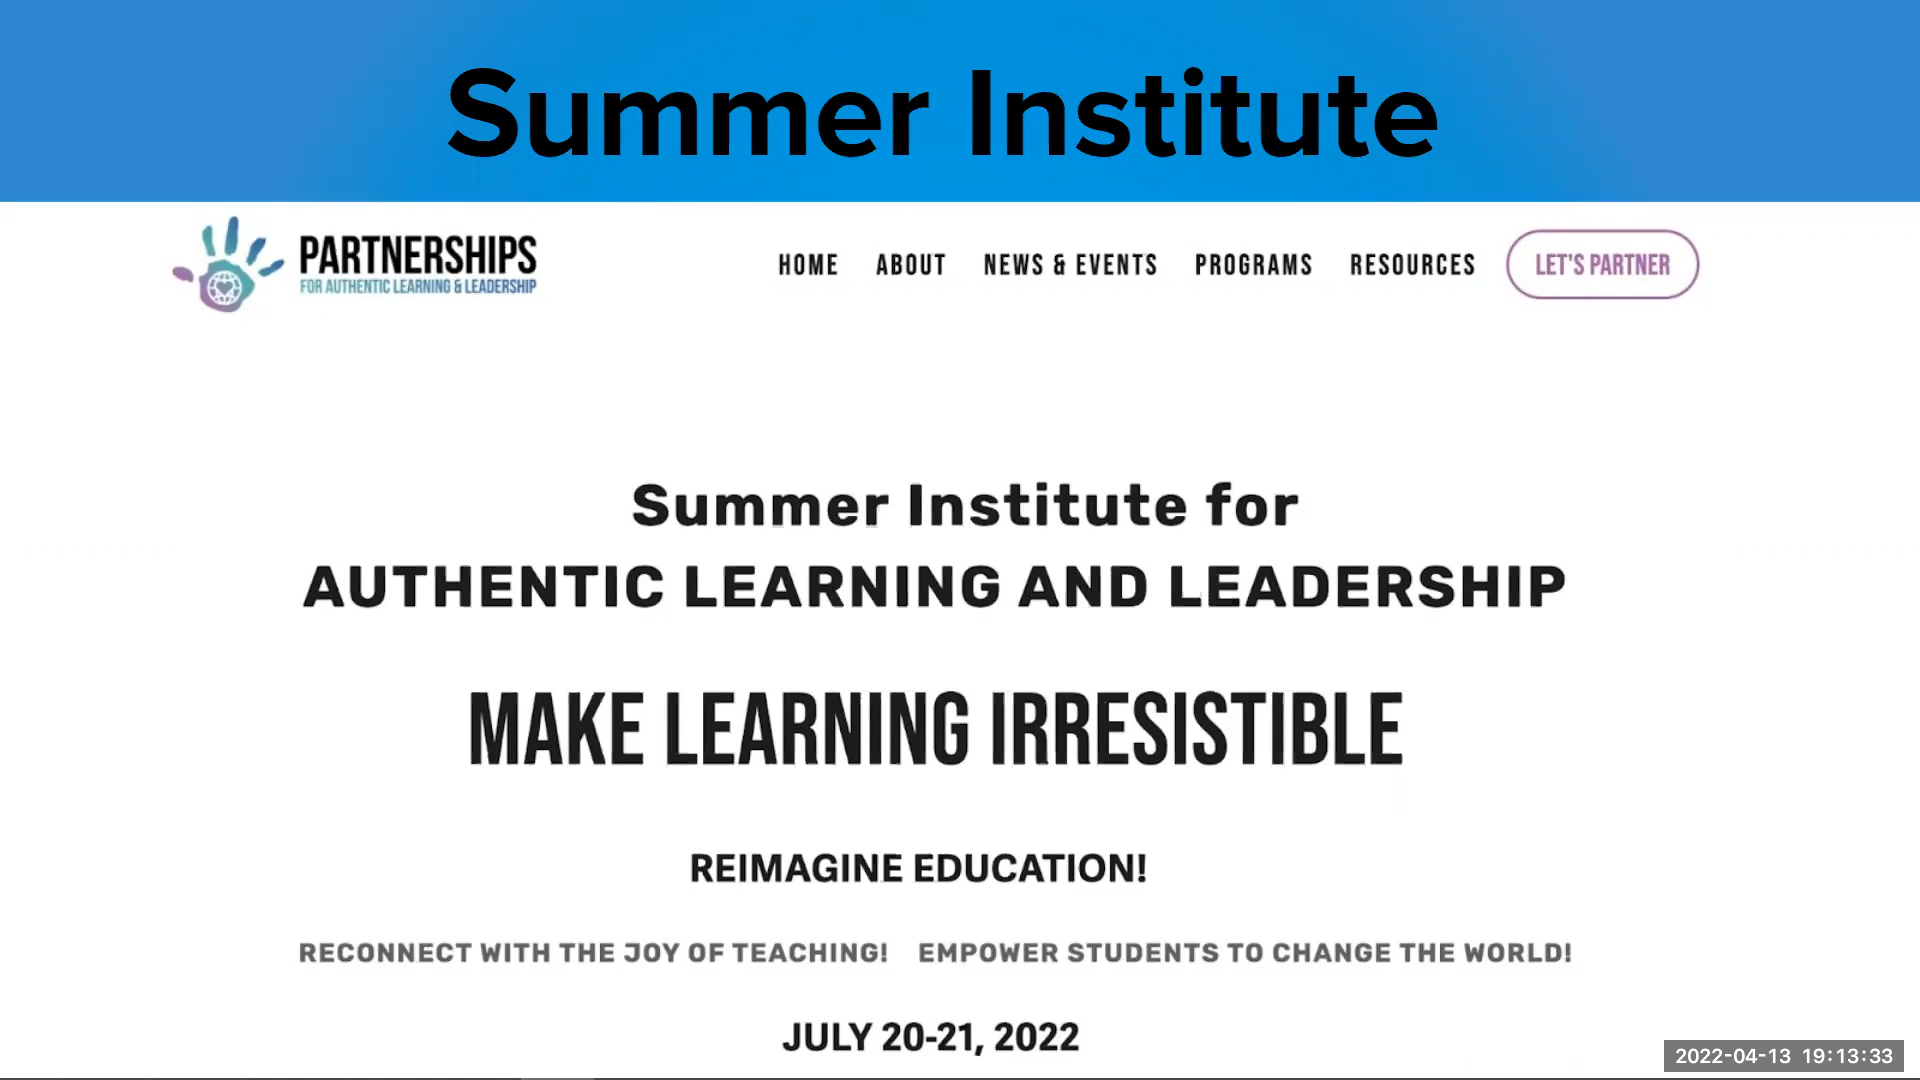 Summer Institute
PARTNERSHIPS
FOR AUTHENTIC LEARNING & LEADERSHIP
HOME ABOUT NEWS & EVENTS PROGRAMS RESOURCES LET'S PARTNER
Summer Institute for
AUTHENTIC LEARNING AND LEADERSHIP
MAKE LEARNING IRRESISTIBLE
REIMAGINE EDUCATION!
RECONNECT WITH THE JOY OF TEACHING! EMPOWER STUDENTS TO CHANGE THE WORLD!
JULY 20-21, 2022
2022-04-13 19:13:33